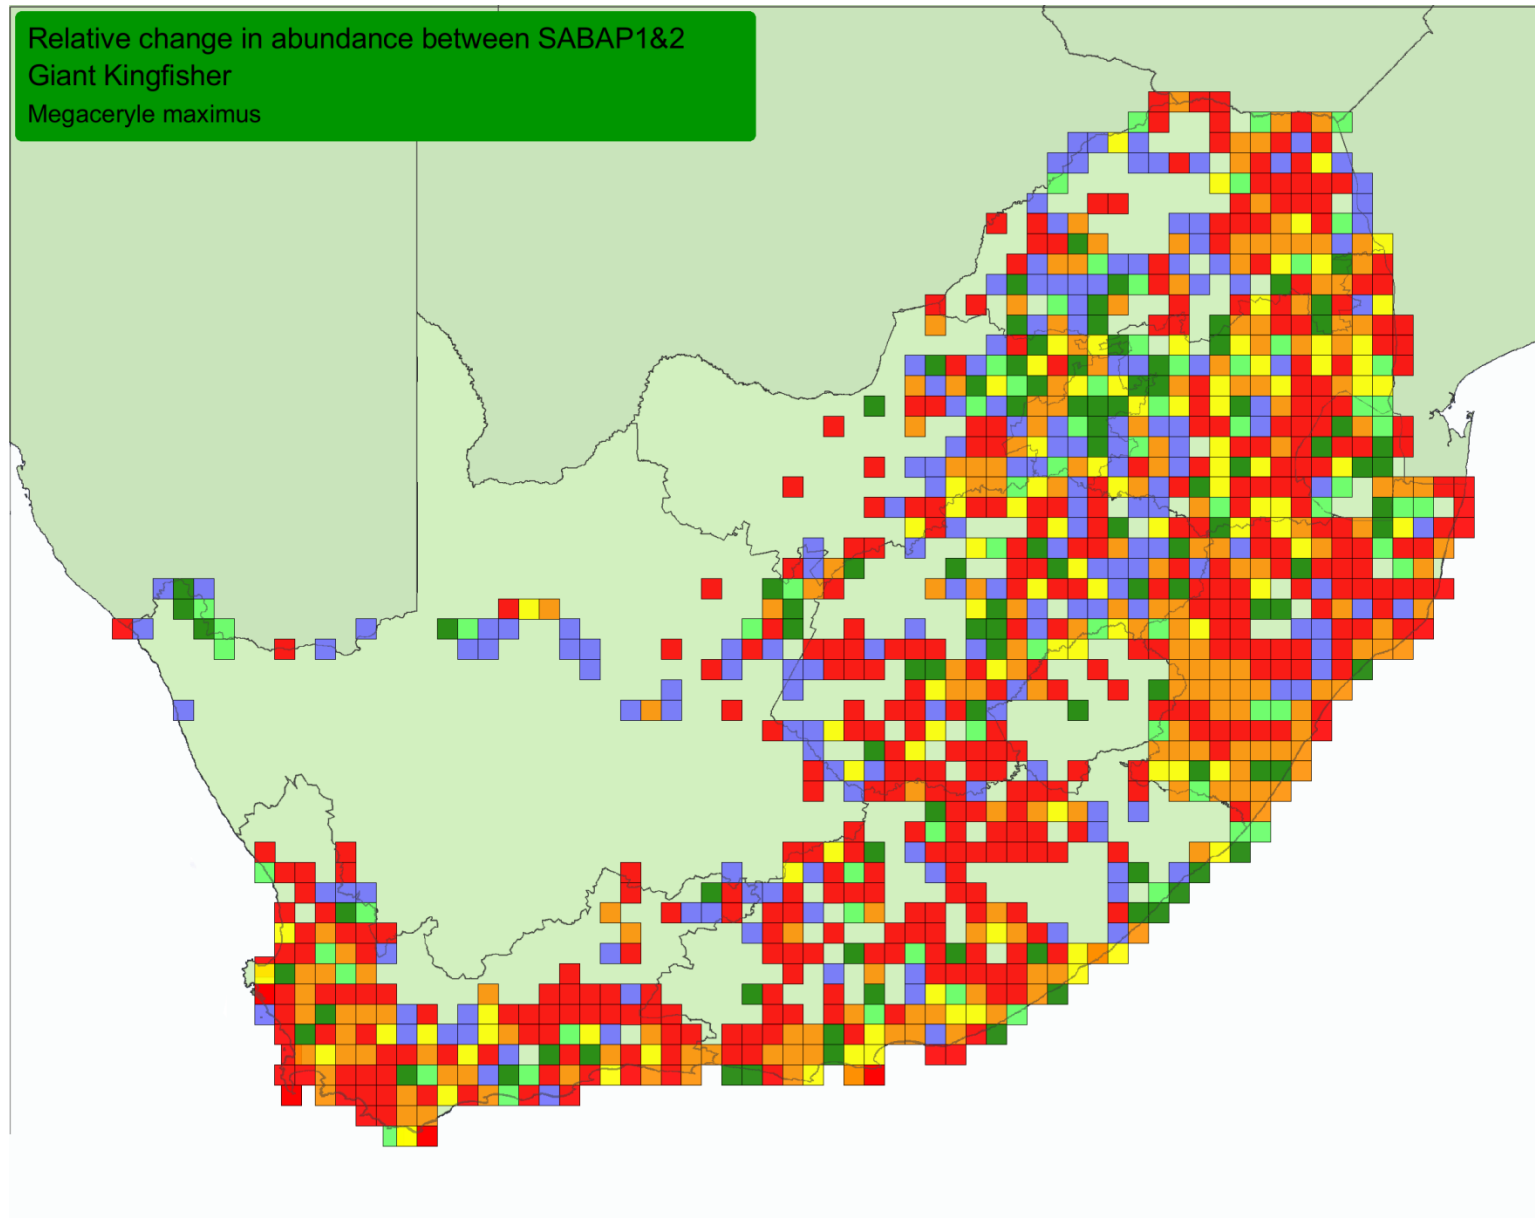 Relative change in abundance between SABAP1&2
Giant Kingfisher
Megaceryle maximus